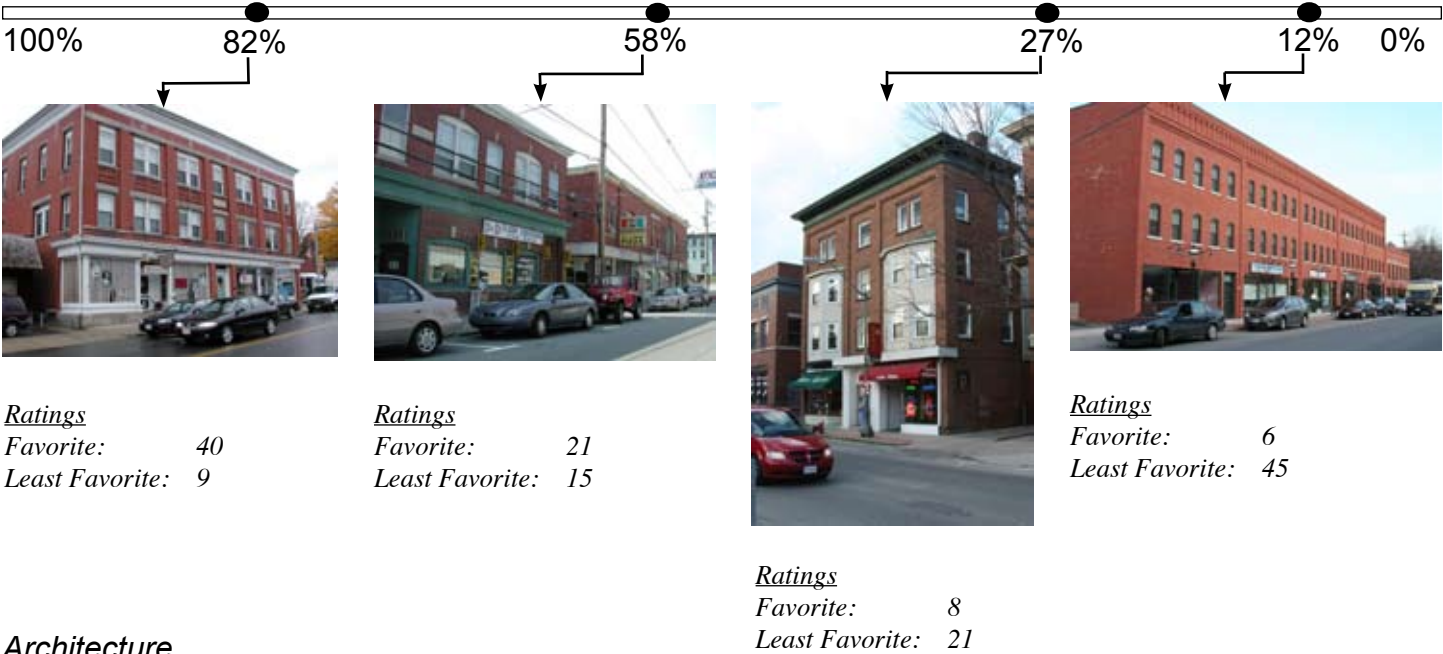 100% 82% 58% 27% 12% 0%
Ratings
Favorite: 40
Least Favorite: 9
Ratings
Favorite: 21
Least Favorite: 15
Ratings
Favorite: 8
Least Favorite: 21
Ratings
Favorite: 6
Least Favorite: 45
Architecture